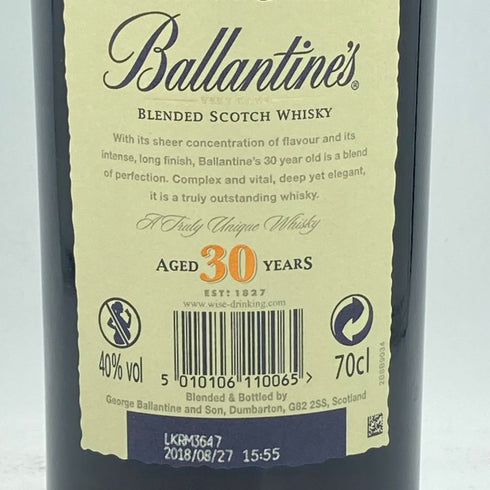 Ballantine's®
BLENDED SCOTCH WHISKY
With its sheer concentration of flavour and its
intense, long finish, Ballantine's 30 year old is a blend
of perfection. Complex and vital, deep yet elegant,
it is a truly outstanding whisky.
A Truly Unique Whisky
AGED 30 YEARS
ESTD 1827
www.wise-drinking.com
40% vol
70cl
5 010106 110065 >
Blended & Bottled by
George Ballantine and Son, Dumbarton, G82 2SS, Scotland
LKRM3647
2018/08/27 15:55